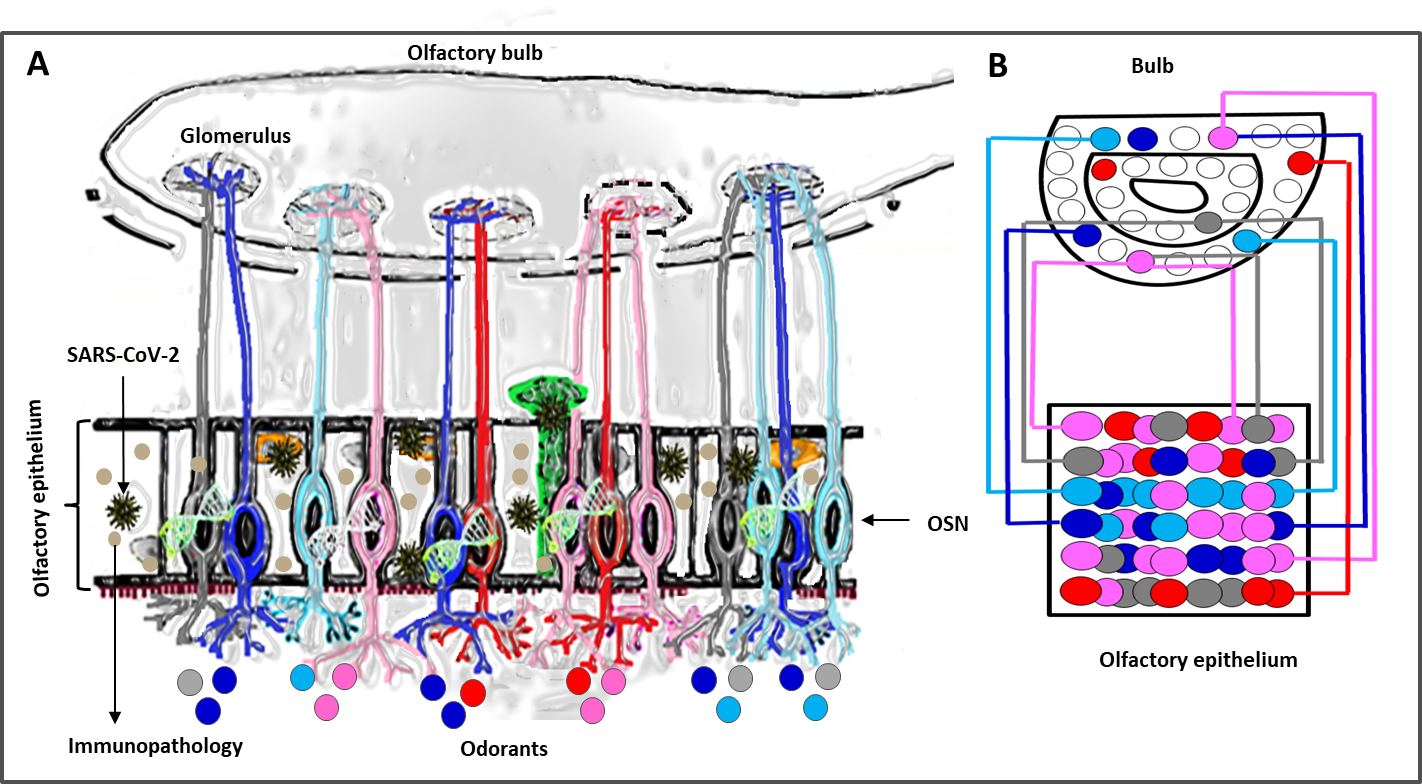 A
Olfactory bulb
Glomerulus
SARS-CoV-2
Olfactory epithelium
OSN
Immunopathology
Odorants
B
Bulb
Olfactory epithelium